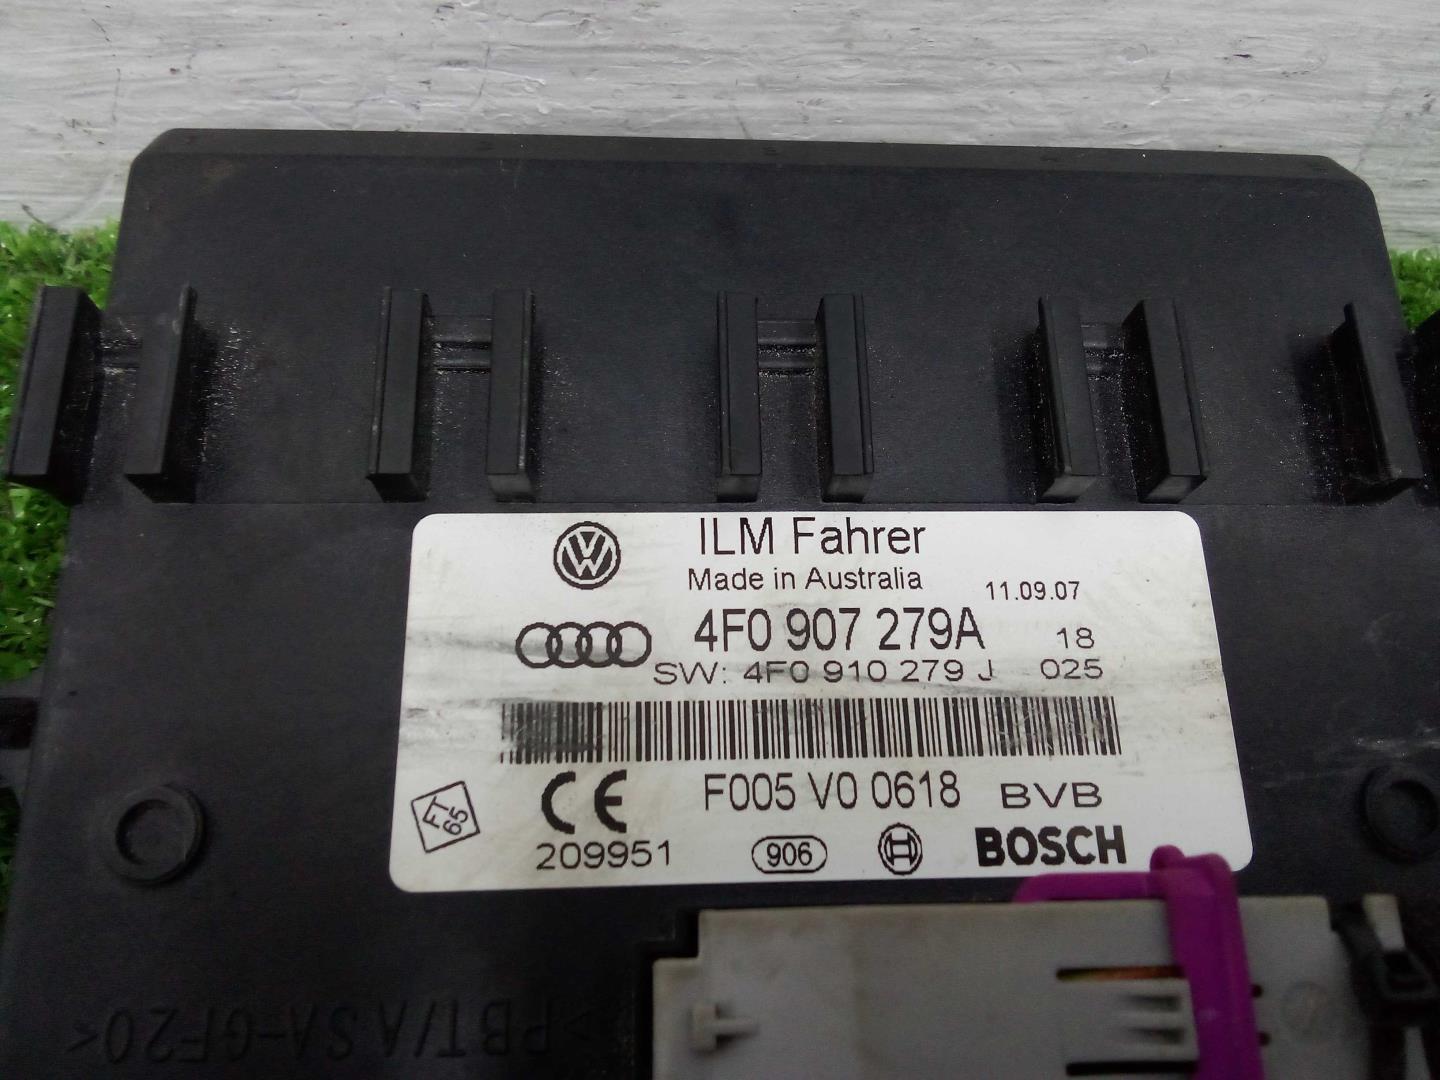 ILM Fahrer
Made in Australia
11.09.07
4F0 907 279A
18
SW: 4F0 910 279 J 025
F005 V0 0618 BVB
FT 65
CE
209951
906
BOSCH
>PBT/ASA-GF20<